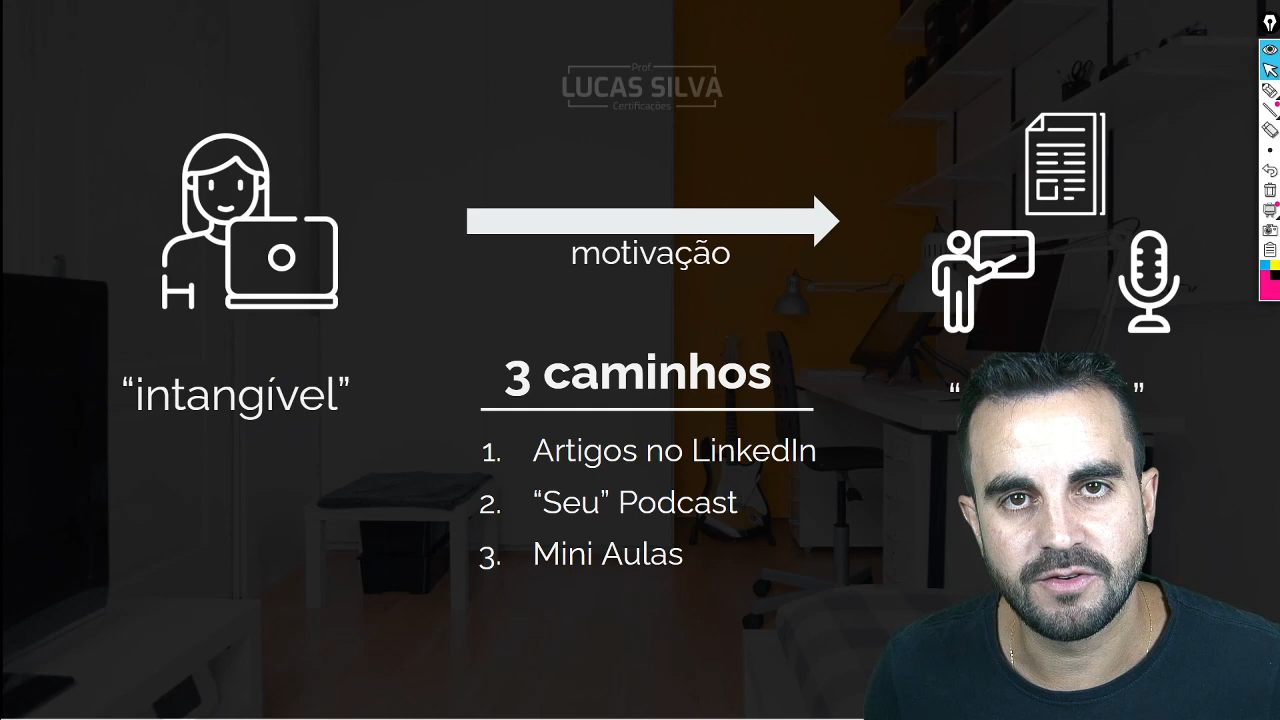 Prof.
LUCAS SILVA
Certificações
motivação
“intangível”
“ ”
3 caminhos
1. Artigos no LinkedIn
2. “Seu” Podcast
3. Mini Aulas